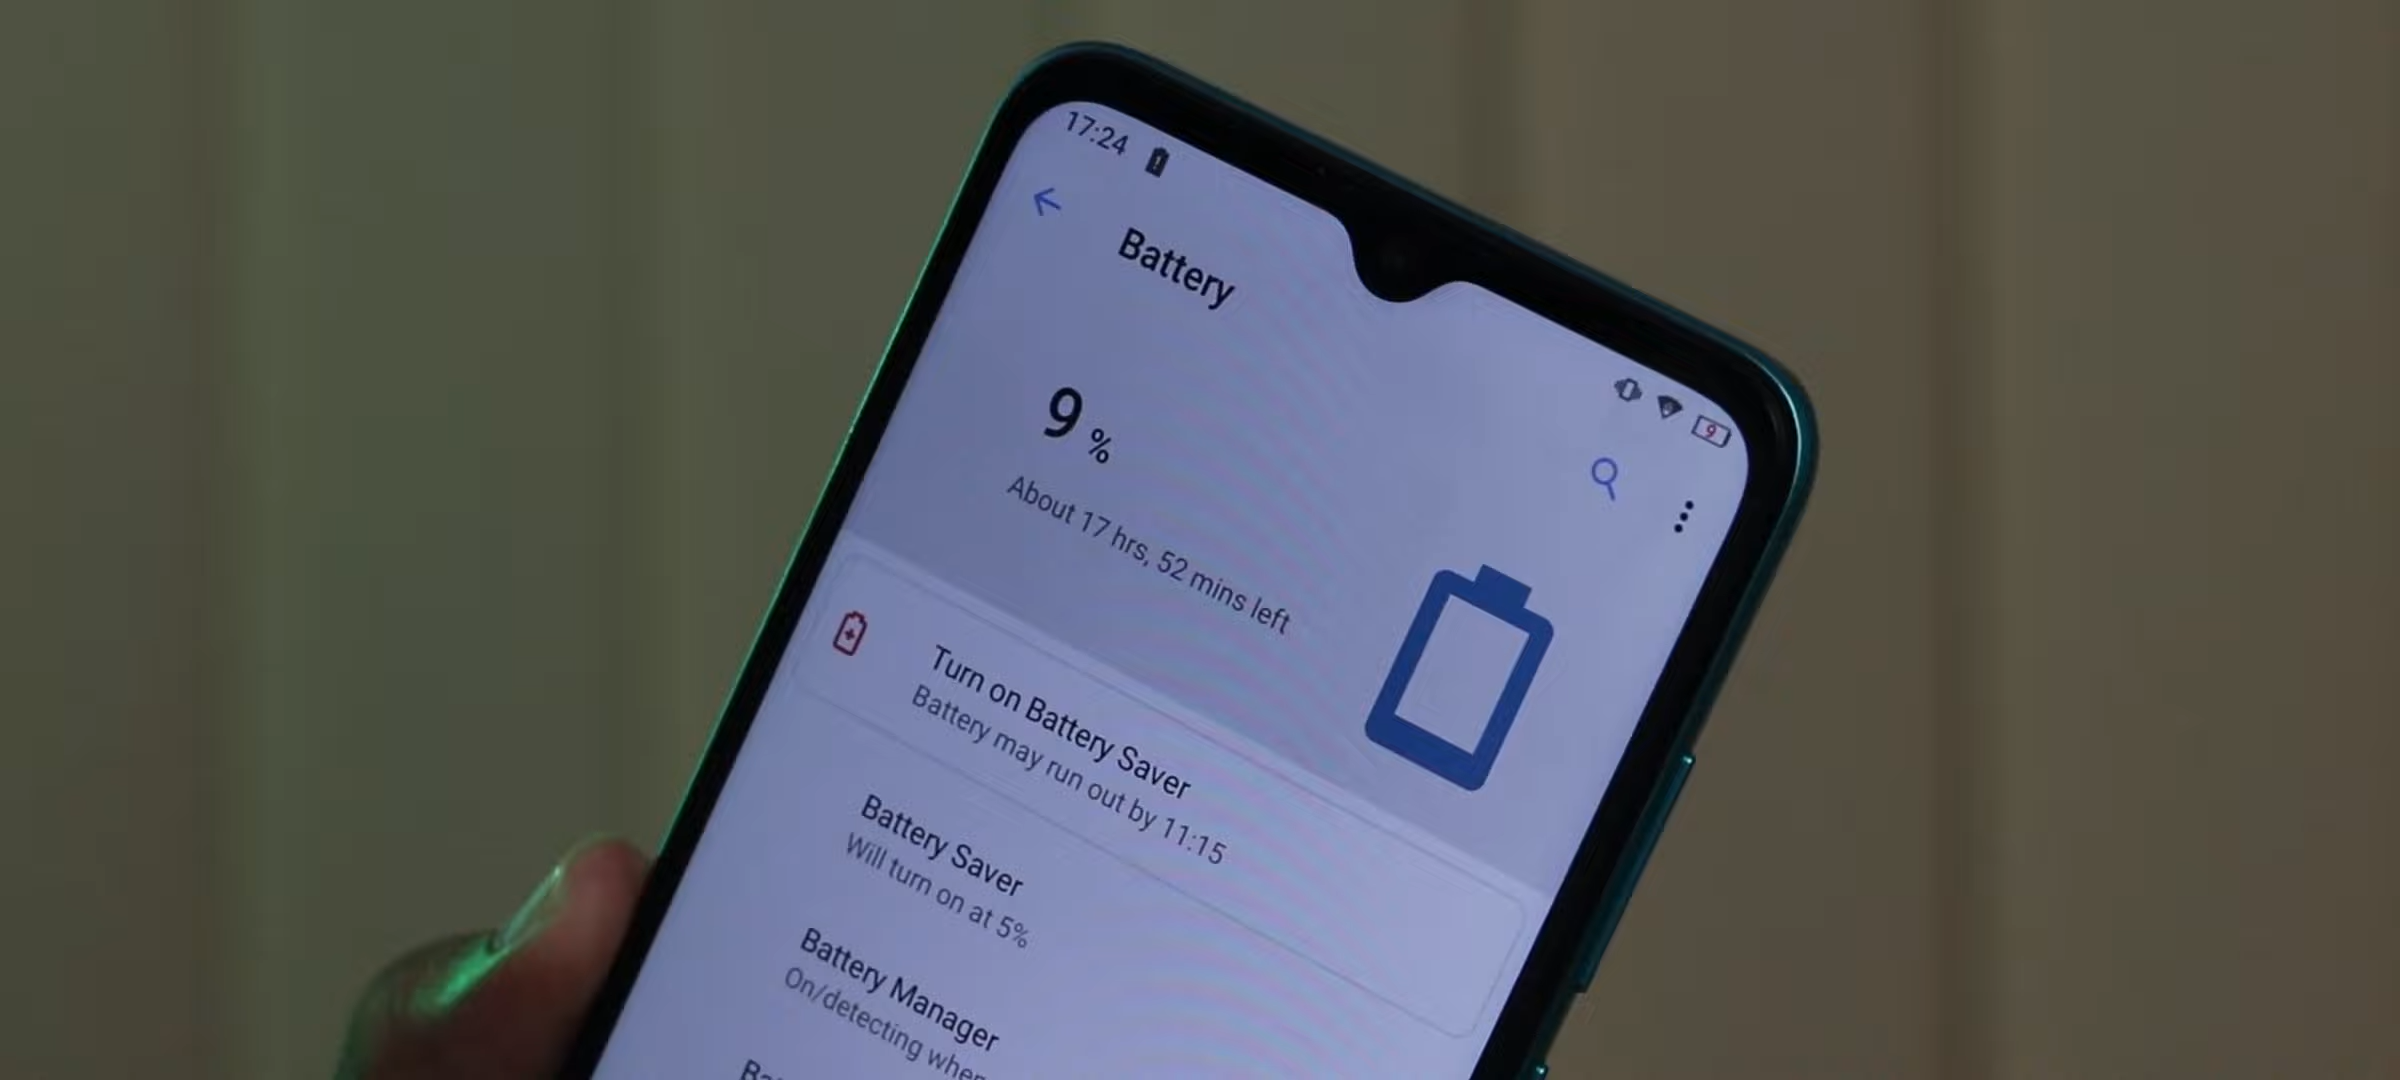 17:24
9
Battery
9 %
About 17 hrs, 52 mins left
Turn on Battery Saver
Battery may run out by 11:15
Battery Saver
Will turn on at 5%
Battery Manager
On/detecting when